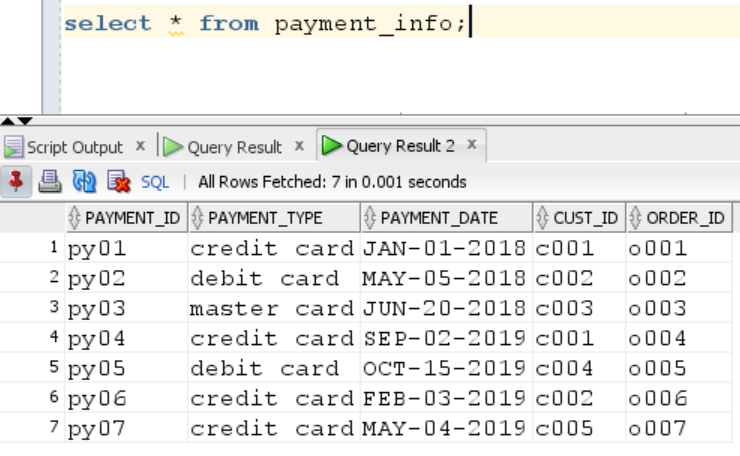 select * from payment_info;
Script Output x Query Result x Query Result 2 x
SQL | All Rows Fetched: 7 in 0.001 seconds
PAYMENT_ID PAYMENT_TYPE PAYMENT_DATE CUST_ID ORDER_ID
1 py01 credit card JAN-01-2018 c001 o001
2 py02 debit card MAY-05-2018 c002 o002
3 py03 master card JUN-20-2018 c003 o003
4 py04 credit card SEP-02-2019 c001 o004
5 py05 debit card OCT-15-2019 c004 o005
6 py06 credit card FEB-03-2019 c002 o006
7 py07 credit card MAY-04-2019 c005 o007